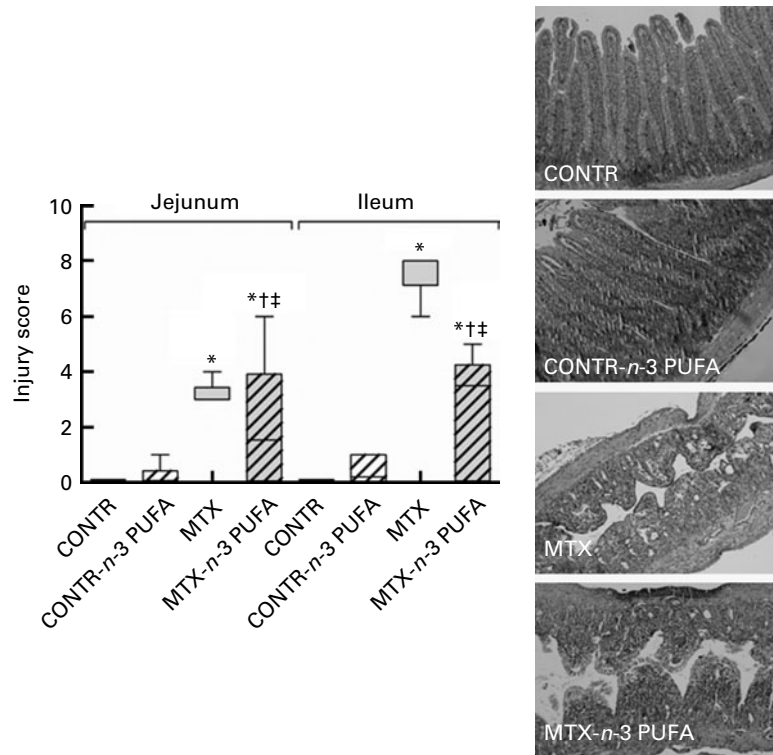 Jejunum
Ileum
Injury score
10
8
6
4
2
0
*
*†‡
*
*†‡
CONTR
CONTR-n-3 PUFA
MTX
MTX-n-3 PUFA
CONTR
CONTR-n-3 PUFA
MTX
MTX-n-3 PUFA
CONTR
CONTR-n-3 PUFA
MTX
MTX-n-3 PUFA